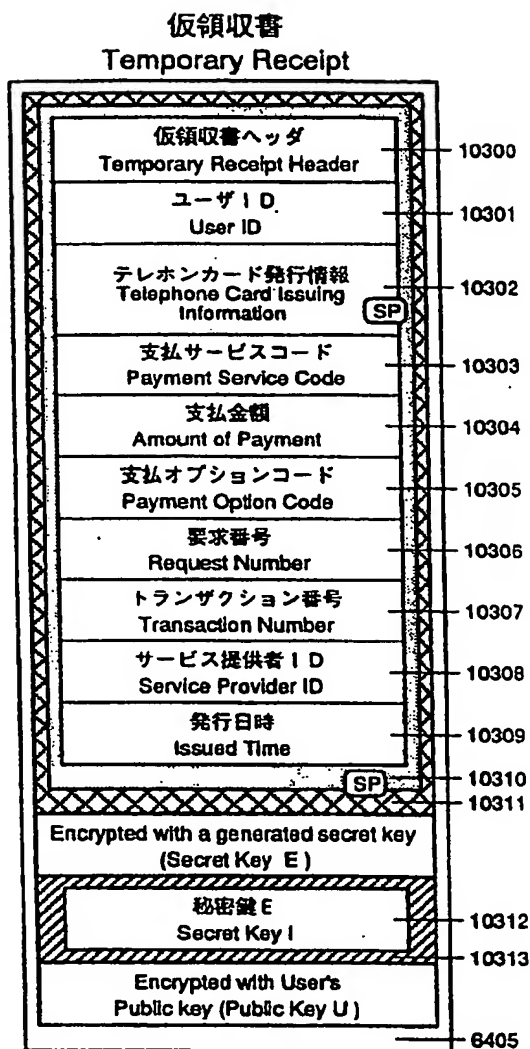 仮領収書
Temporary Receipt
仮領収書ヘッダ
Temporary Receipt Header
10300
ユーザID
User ID
10301
テレホンカード発行情報
Telephone Card Issuing
Information
10302
SP
支払サービスコード
Payment Service Code
10303
支払金額
Amount of Payment
10304
支払オプションコード
Payment Option Code
10305
要求番号
Request Number
10306
トランザクション番号
Transaction Number
10307
サービス提供者ID
Service Provider ID
10308
発行日時
Issued Time
10309
SP
10310
10311
Encrypted with a generated secret key
(Secret Key E)
秘密鍵E
Secret Key I
10312
10313
Encrypted with User's
Public key (Public Key U)
6405